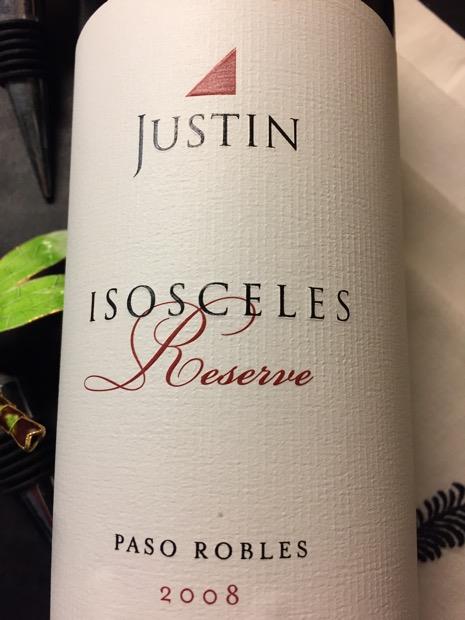 JUSTIN
ISOSCELES
Reserve
PASO ROBLES
2008